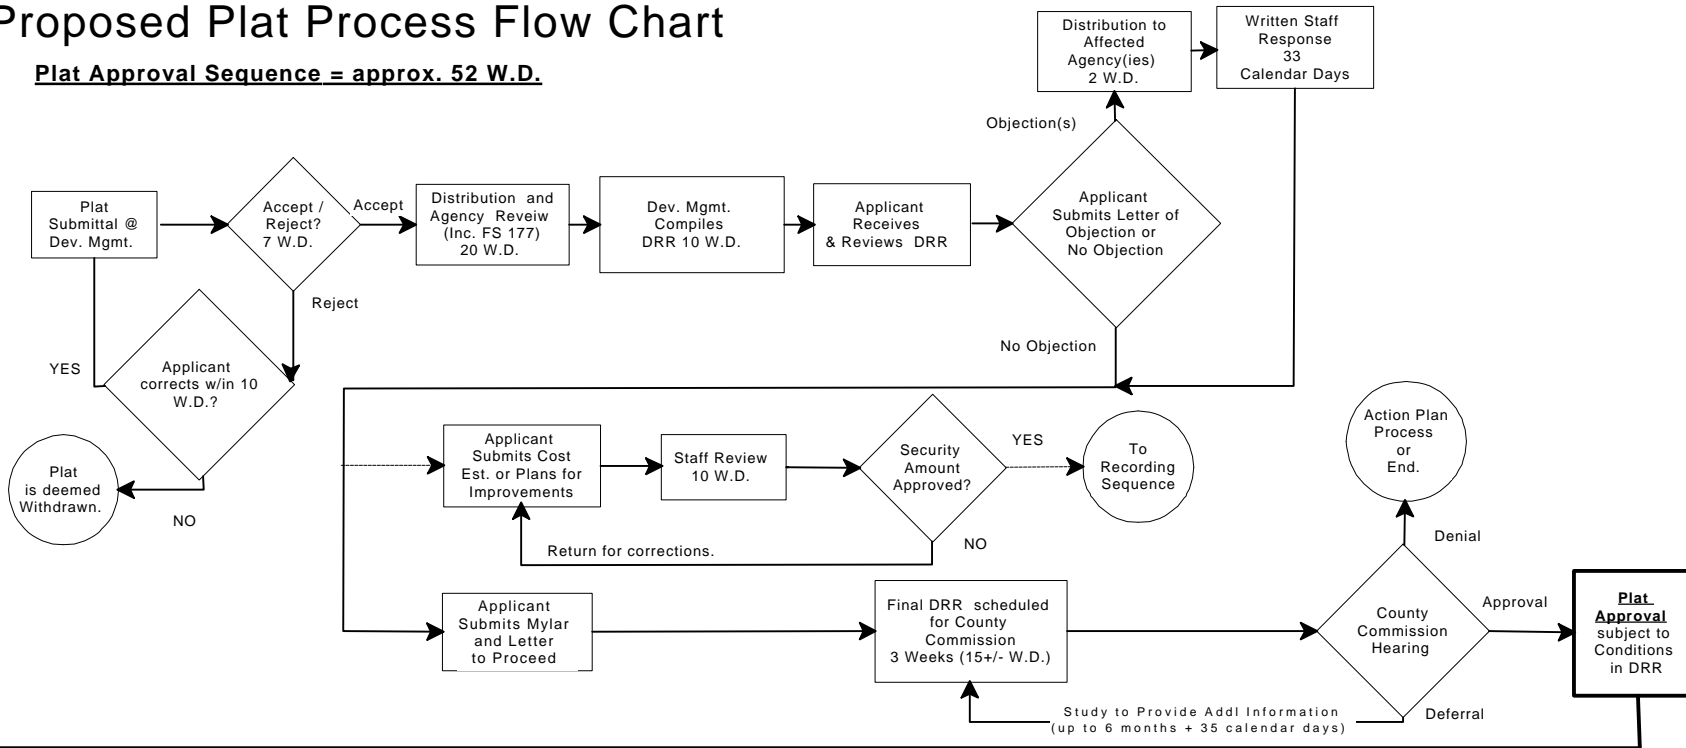 Proposed Plat Process Flow Chart
Plat Approval Sequence = approx. 52 W.D.
Distribution to
Affected
Agency(ies)
2 W.D.
Written Staff
Response
33
Calendar Days
Objection(s)
Plat
Submittal @
Dev. Mgmt.
Accept /
Reject?
7 W.D.
Accept
Distribution and
Agency Reveiw
(Inc. FS 177)
20 W.D.
Dev. Mgmt.
Compiles
DRR 10 W.D.
Applicant
Receives
& Reviews DRR
Applicant
Submits Letter of
Objection or
No Objection
Reject
No Objection
YES
Applicant
corrects w/in 10
W.D.?
Plat
is deemed
Withdrawn.
NO
Applicant
Submits Cost
Est. or Plans for
Improvements
Staff Review
10 W.D.
Security
Amount
Approved?
YES
To
Recording
Sequence
NO
Return for corrections.
Action Plan
Process
or
End.
Denial
Applicant
Submits Mylar
and Letter
to Proceed
Final DRR scheduled
for County
Commission
3 Weeks (15+/- W.D.)
County
Commission
Hearing
Approval
Plat
Approval
subject to
Conditions
in DRR
Deferral
Study to Provide Addl Information
(up to 6 months + 35 calendar days)